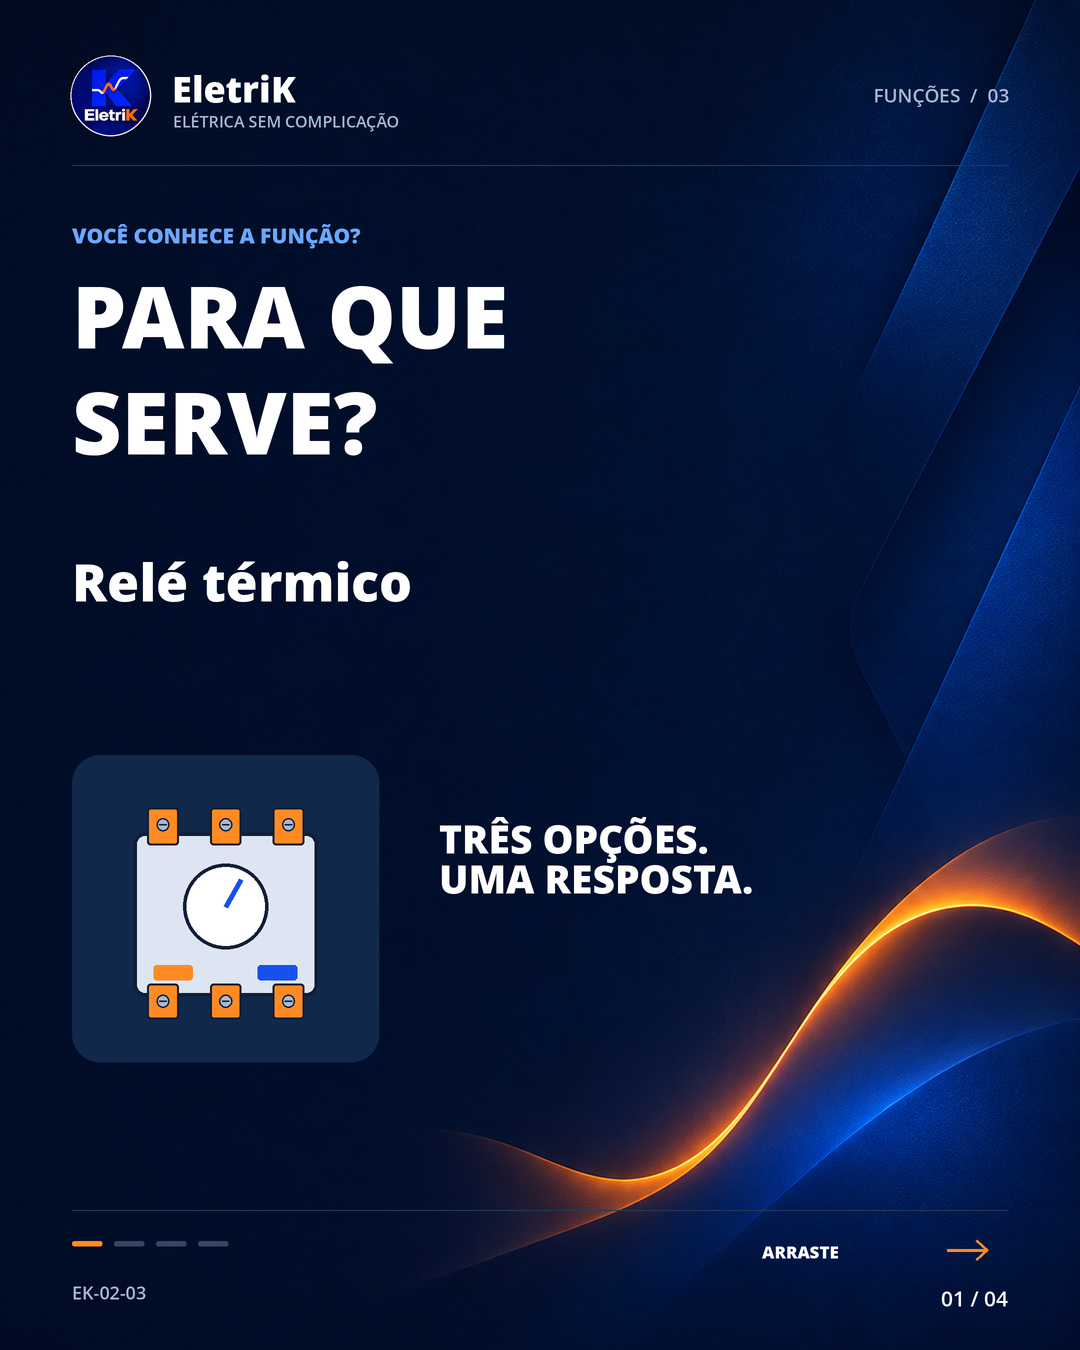 EletriK
EletriK
ELÉTRICA SEM COMPLICAÇÃO
FUNÇÕES / 03
VOCÊ CONHECE A FUNÇÃO?
PARA QUE
SERVE?
Relé térmico
TRÊS OPÇÕES.
UMA RESPOSTA.
ARRASTE
EK-02-03
01 / 04